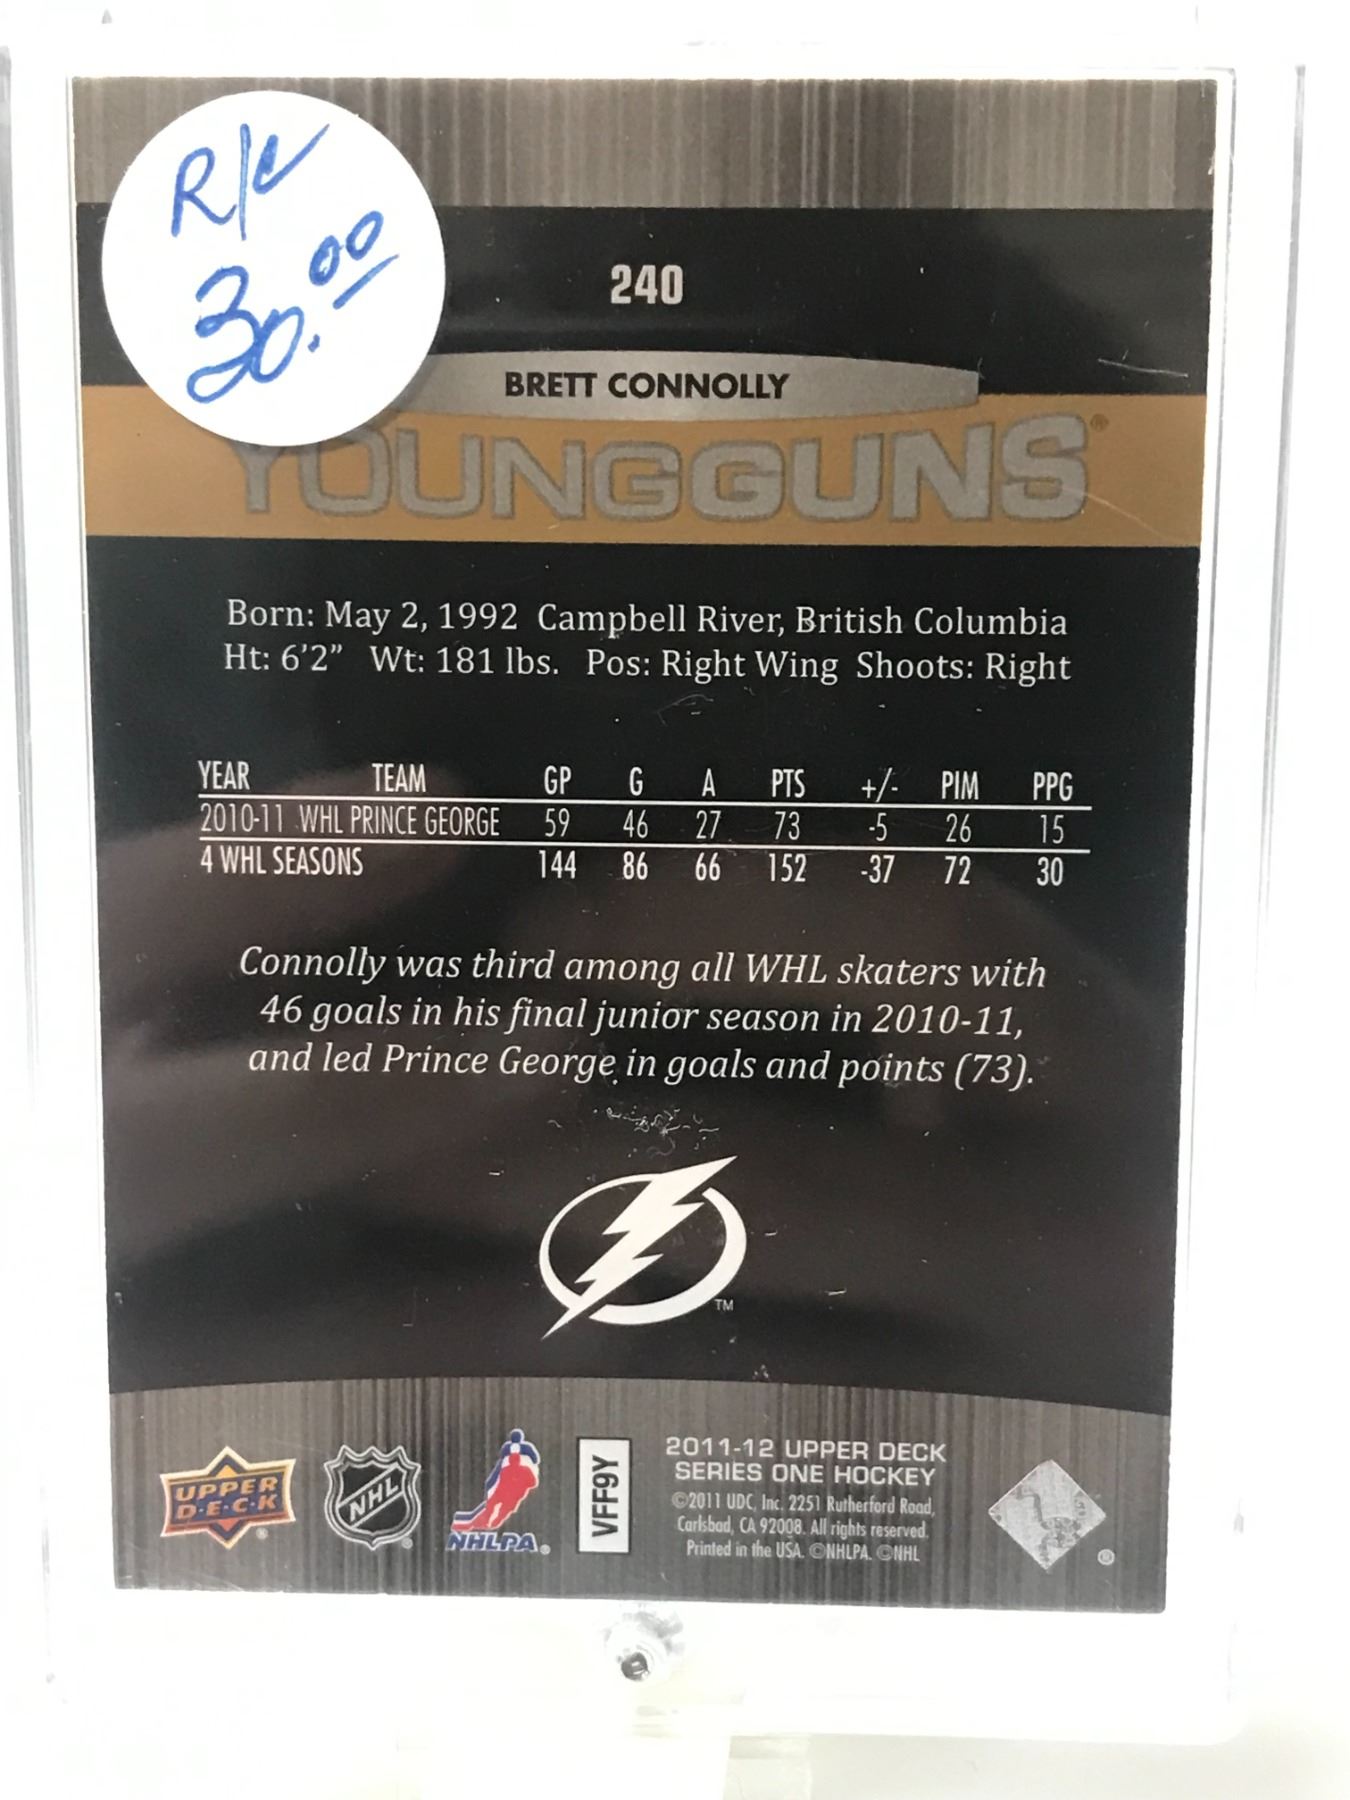 R/C
30.00
240
BRETT CONNOLLY
YOUNGGUNS®
Born: May 2, 1992 Campbell River, British Columbia
Ht: 6'2" Wt: 181 lbs. Pos: Right Wing Shoots: Right
YEAR TEAM GP G A PTS +/- PIM PPG
2010-11 WHL PRINCE GEORGE 59 46 27 73 -5 26 15
4 WHL SEASONS 144 86 66 152 -37 72 30
Connolly was third among all WHL skaters with
46 goals in his final junior season in 2010-11,
and led Prince George in goals and points (73).
TM
UPPER
D·E·C·K
®
NHL
®
NHLPA®
VFF9Y
2011-12 UPPER DECK
SERIES ONE HOCKEY
©2011 UDC, Inc. 2251 Rutherford Road,
Carlsbad, CA 92008. All rights reserved.
Printed in the USA. ©NHLPA. ©NHL
®